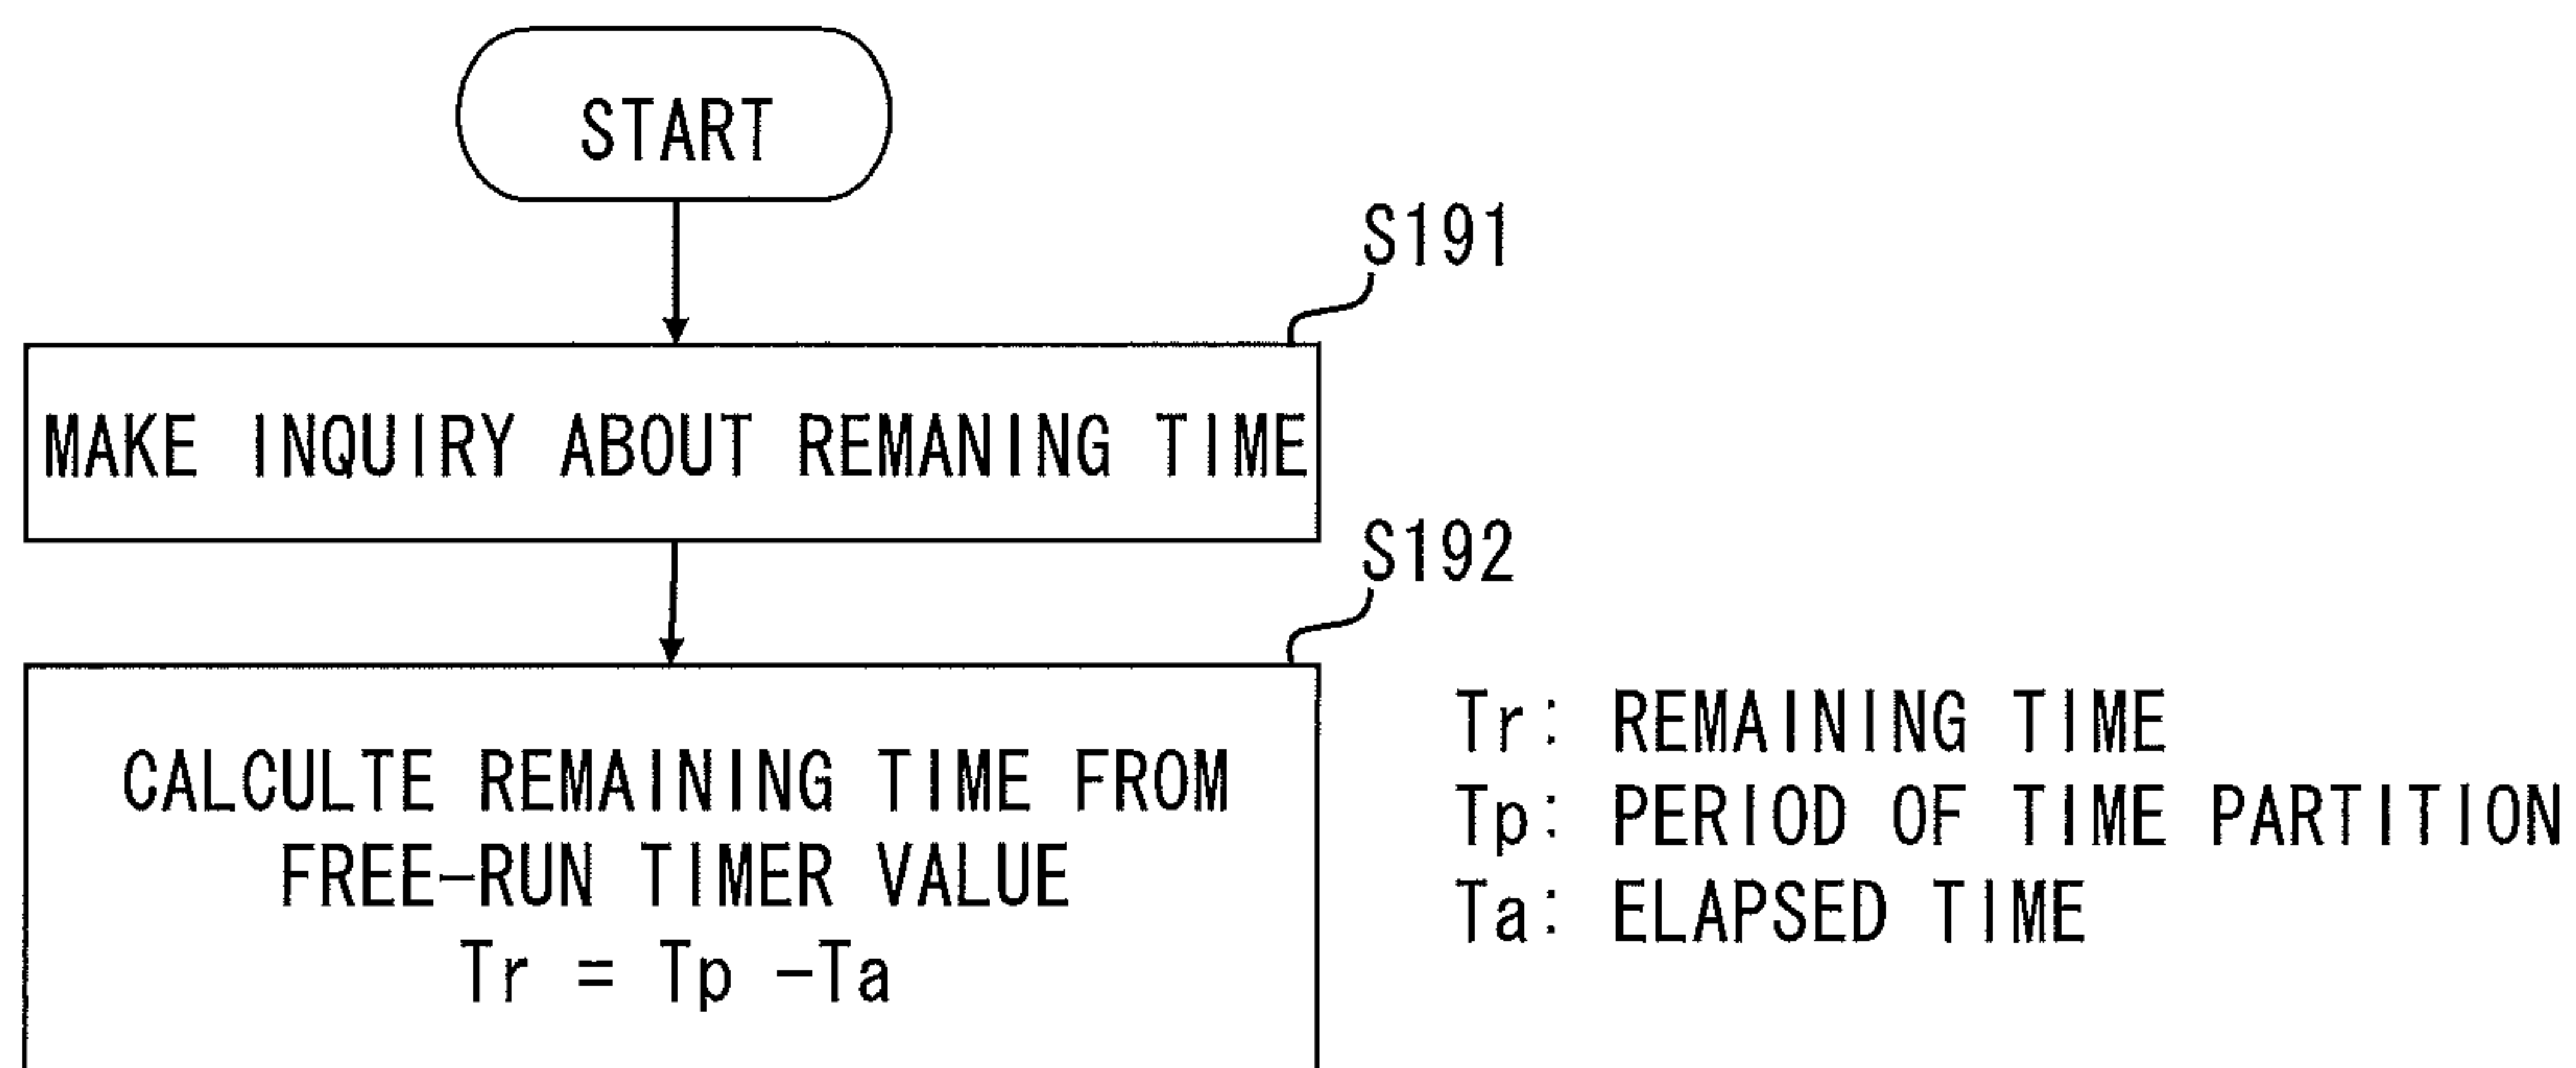 START
S191
MAKE INQUIRY ABOUT REMANING TIME
S192
CALCULTE REMAINING TIME FROM
FREE-RUN TIMER VALUE
Tr = Tp -Ta
Tr: REMAINING TIME
Tp: PERIOD OF TIME PARTITION
Ta: ELAPSED TIME